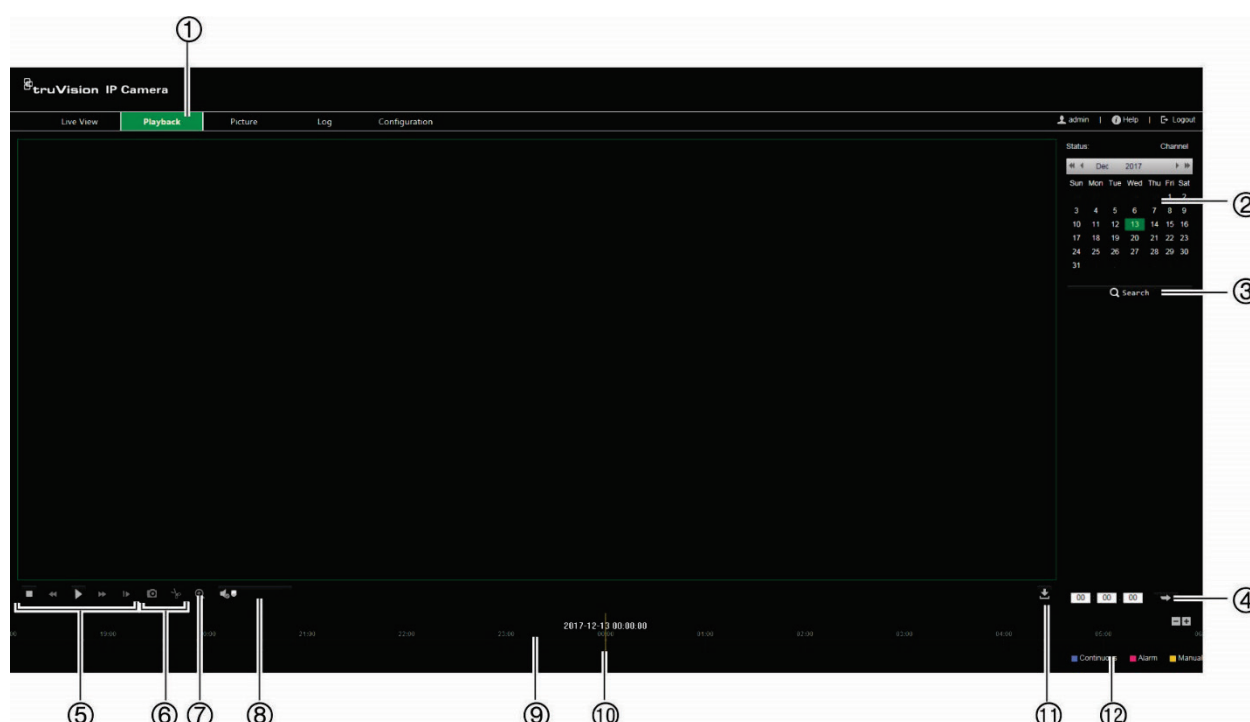 ①
truVision IP Camera
Live View Playback Picture Log Configuration admin | Help | Logout
Status: Channel
Dec 2017
Sun Mon Tue Wed Thu Fri Sat
1 2
②
3 4 5 6 7 8 9
10 11 12 13 14 15 16
17 18 19 20 21 22 23
24 25 26 27 28 29 30
31
Search
③
00 00 00
④
2017-12-13 00:00:00
19:00 21:00 22:00 23:00 00:00 01:00 02:00 03:00 04:00 05:00
Continuous Alarm Manual
⑤ ⑥ ⑦ ⑧ ⑨ ⑩ ⑪ ⑫